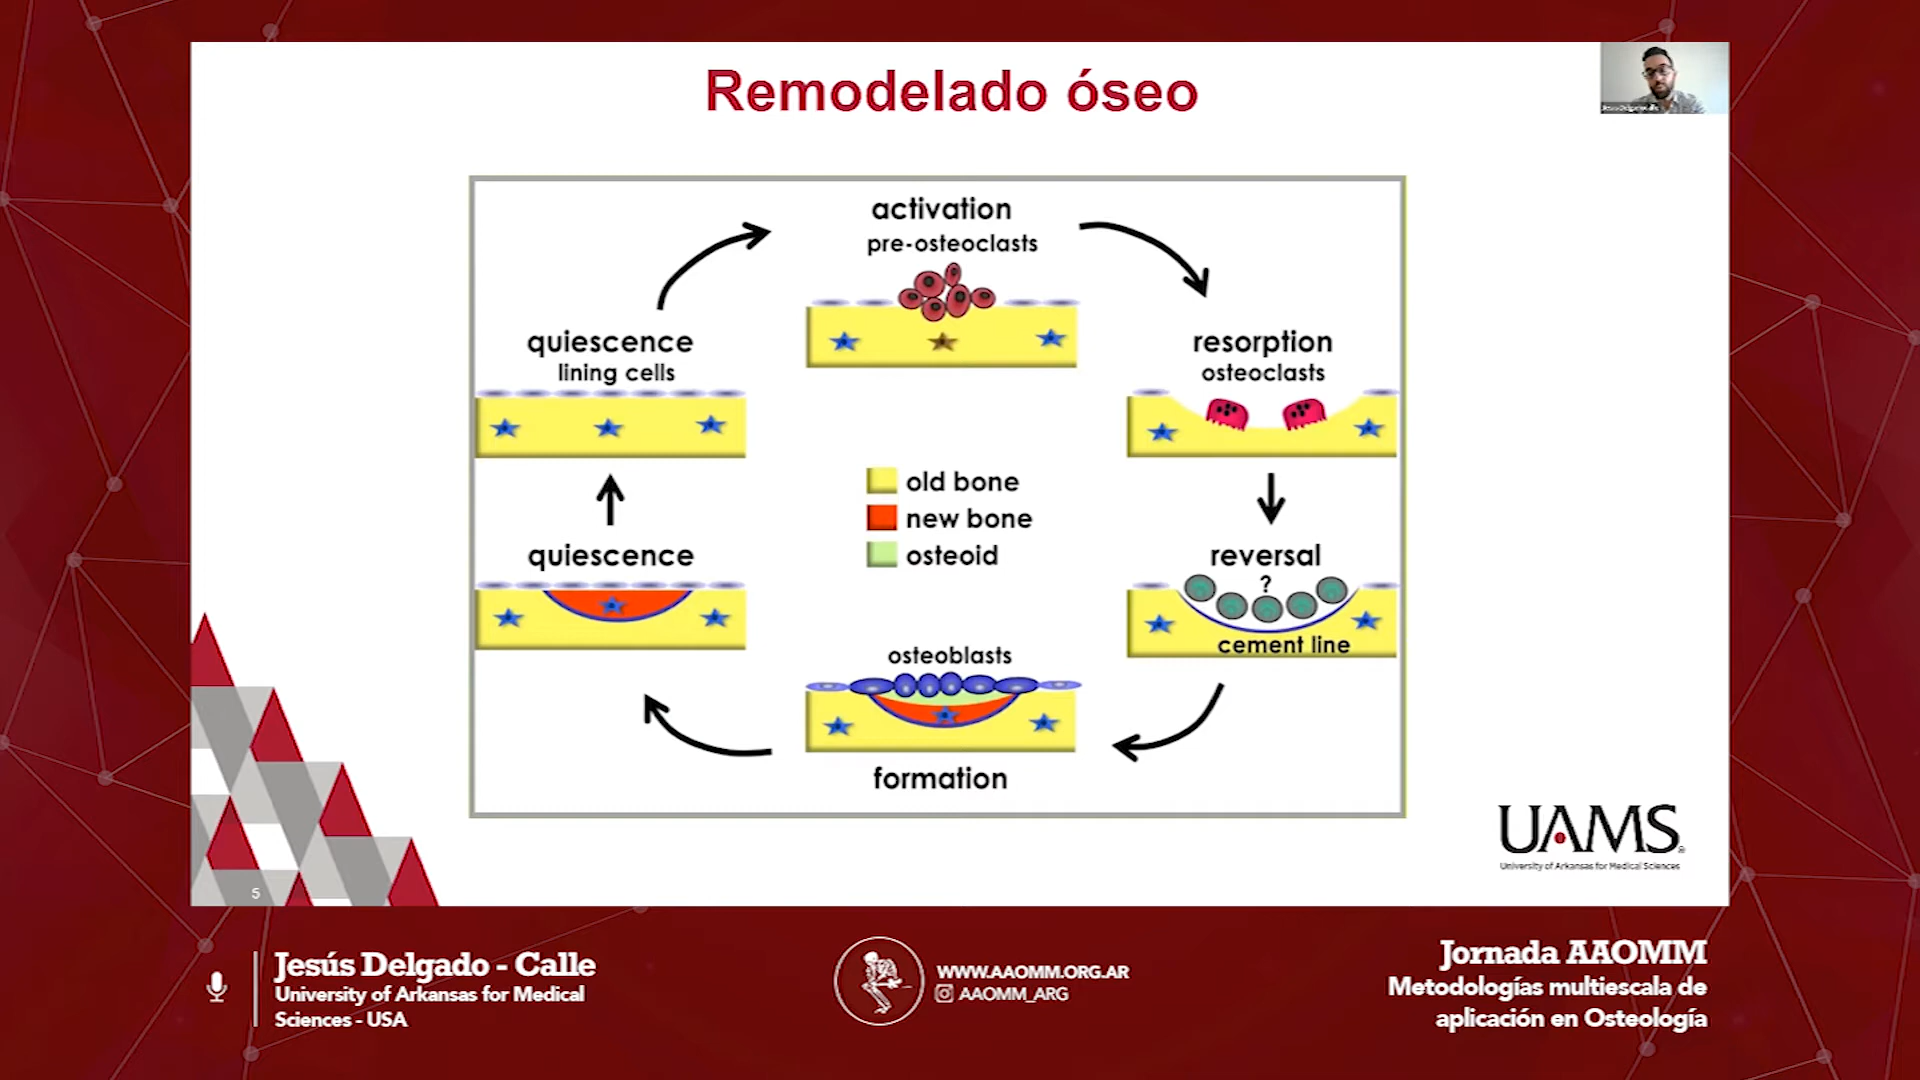 Remodelado óseo
activation
pre-osteoclasts
quiescence
lining cells
resorption
osteoclasts
old bone
new bone
osteoid
quiescence
reversal
?
cement line
osteoblasts
formation
UAMS
University of Arkansas for Medical Sciences
5
Jesús Delgado - Calle
University of Arkansas for Medical
Sciences - USA
WWW.AAOMM.ORG.AR
AAOMM_ARG
Jornada AAOMM
Metodologías multiescala de
aplicación en Osteología